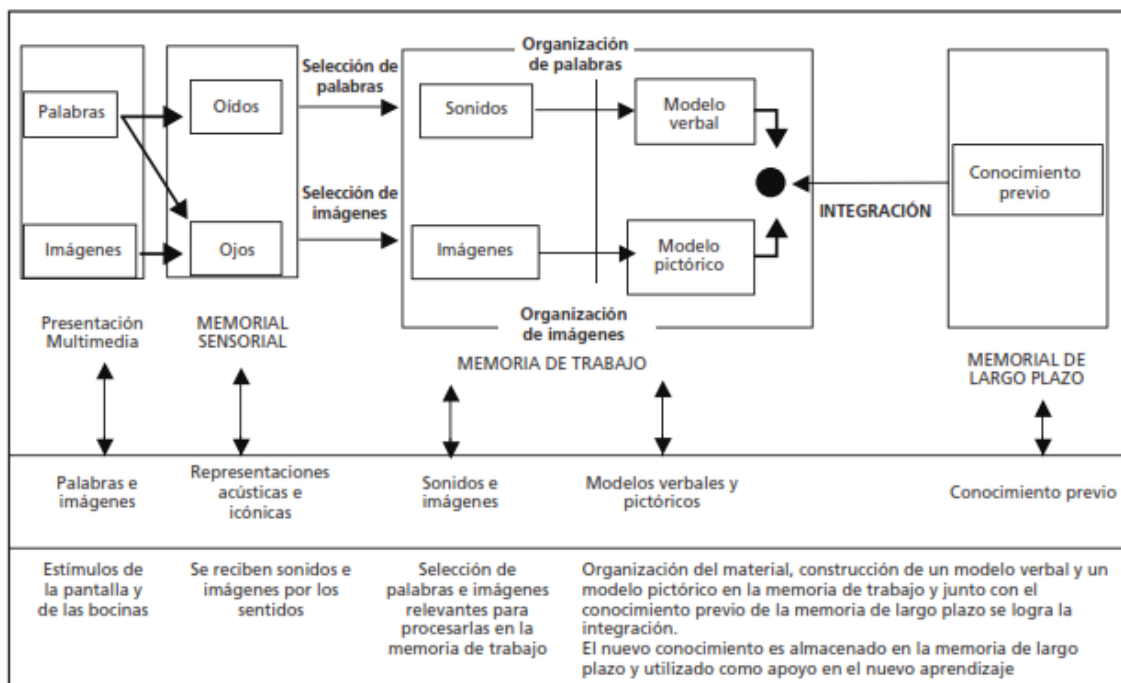 Palabras
Imágenes
Presentación
Multimedia
Oídos
Ojos
MEMORIAL
SENSORIAL
Selección de
palabras
Selección de
imágenes
Organización
de palabras
Sonidos
Modelo
verbal
Imágenes
Modelo
pictórico
Organización
de imágenes
MEMORIA DE TRABAJO
INTEGRACIÓN
Conocimiento
previo
MEMORIAL DE
LARGO PLAZO
Palabras e
imágenes
Representaciones
acústicas e
icónicas
Sonidos e
imágenes
Modelos verbales y
pictóricos
Conocimiento previo
Estímulos de
la pantalla y
de las bocinas
Se reciben sonidos e
imágenes por los
sentidos
Selección de
palabras e imágenes
relevantes para
procesarlas en la
memoria de trabajo
Organización del material, construcción de un modelo verbal y un
modelo pictórico en la memoria de trabajo y junto con el
conocimiento previo de la memoria de largo plazo se logra la
integración.
El nuevo conocimiento es almacenado en la memoria de largo
plazo y utilizado como apoyo en el nuevo aprendizaje